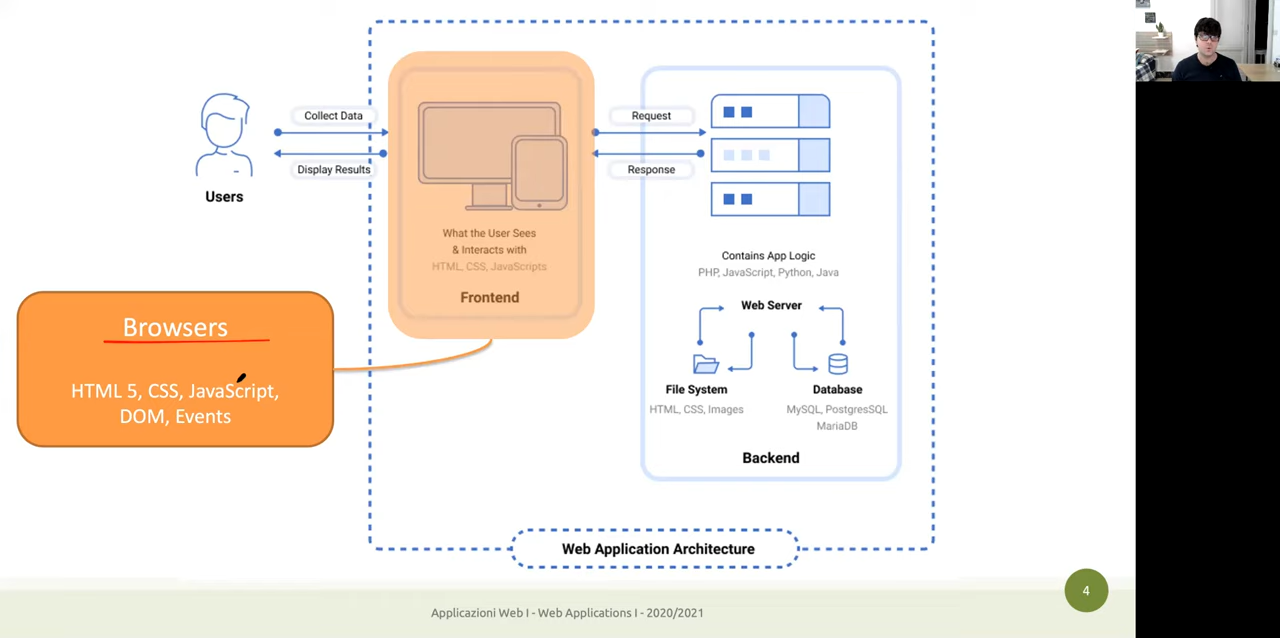 Collect Data
Request
Display Results
Response
Users
What the User Sees
& Interacts with
HTML, CSS, JavaScripts
Frontend
Contains App Logic
PHP, JavaScript, Python, Java
Web Server
File System
HTML, CSS, Images
Database
MySQL, PostgresSQL
MariaDB
Backend
Browsers
HTML 5, CSS, JavaScript,
DOM, Events
Web Application Architecture
Applicazioni Web I - Web Applications I - 2020/2021
4